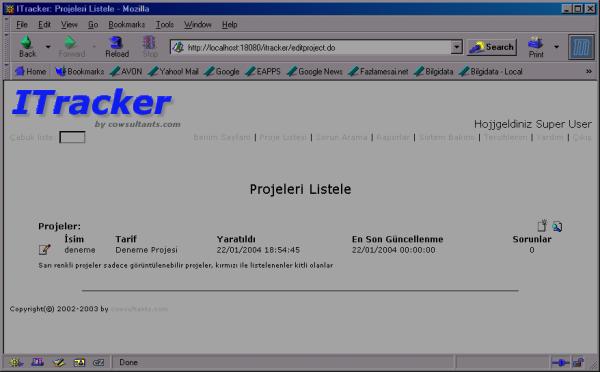 ITracker: Projeleri Listele - Mozilla
File Edit View Go Bookmarks Tools Window Help
Back Forward Reload Stop http://localhost:18080/itracker/editproject.do Search Print
Home Bookmarks AVON Yahoo! Mail Google EAPPS Google News Fazlamesai.net Bilgidata Bilgidata - Local
ITracker
by cowsultants.com
Hojjgeldiniz Super User
Çabuk liste: Benim Sayfam | Proje Listesi | Sorun Arama | Raporlar | Sistem Bakimi | Tercihlerim | Yardim | Çıkış
Projeleri Listele
Projeler:
İsim Tarif Yaratıldı En Son Güncellenme Sorunlar
deneme Deneme Projesi 22/01/2004 18:54:45 22/01/2004 00:00:00 0
Sarı renkli projeler sadece görüntülenebilir projeler, kırmızı ile listelenenler kitli olanlar
Copyright(©) 2002-2003 by cowsultants.com
Done